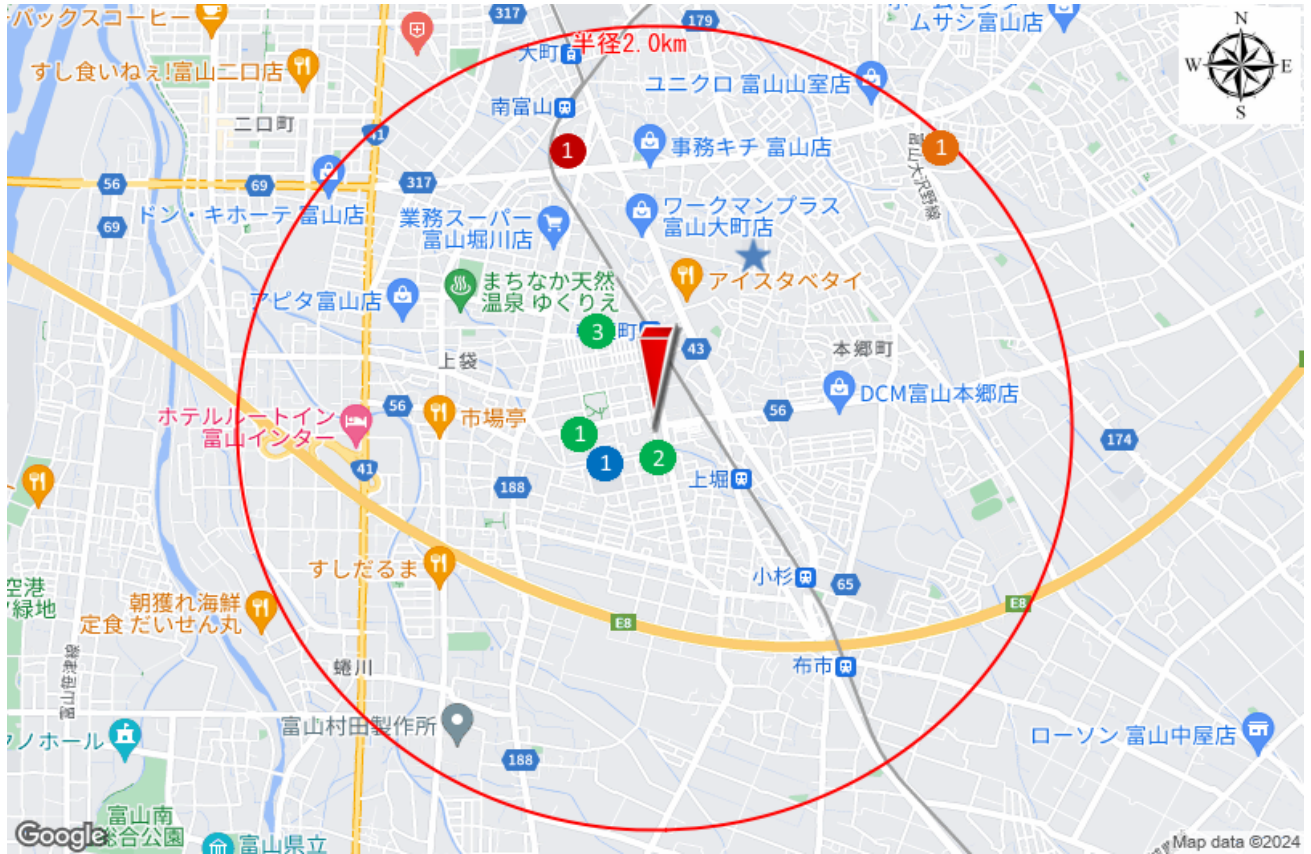 ーバックスコーヒー
317
179
ムサシ富山店
N
W
E
S
大町
半径2.0km
すし食いねぇ!富山二口店
ユニクロ 富山山室店
南富山
二口町
41
1
事務キチ 富山店
1
富山大沢野線
56
69
317
ドン・キホーテ 富山店
69
業務スーパー
富山堀川店
ワークマンプラス
富山大町店
まちなか天然
温泉 ゆくりえ
アイスタベタイ
アピタ富山店
3
町
43
本郷町
上袋
DCM富山本郷店
ホテルルートイン
富山インター
56
市場亭
56
1
174
41
1
2
上堀
188
すしだるま
小杉
65
空港
緑地
朝獲れ海鮮
定食 だいせん丸
E8
E8
蜷川
布市
富山村田製作所
ローソン 富山中屋店
ノホール
188
富山南
総合公園
富山県立
Google
Map data ©2024